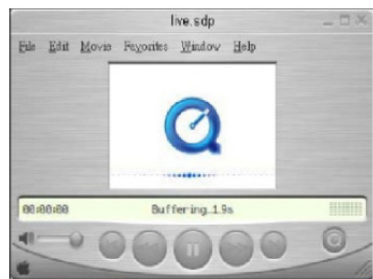 live.sdp
File Edit Movie Favorites Window Help
00:00:00 Buffering...1.9s